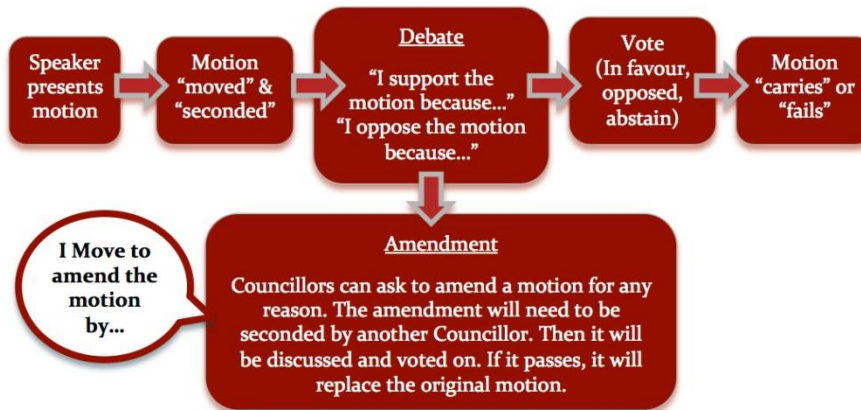 Speaker
presents
motion
Motion
“moved” &
“seconded”
Debate
“I support the
motion because...”
“I oppose the motion
because...”
Vote
(In favour,
opposed,
abstain)
Motion
“carries” or
“fails”
I Move to
amend the
motion
by...
Amendment
Councillors can ask to amend a motion for any
reason. The amendment will need to be
seconded by another Councillor. Then it will
be discussed and voted on. If it passes, it will
replace the original motion.